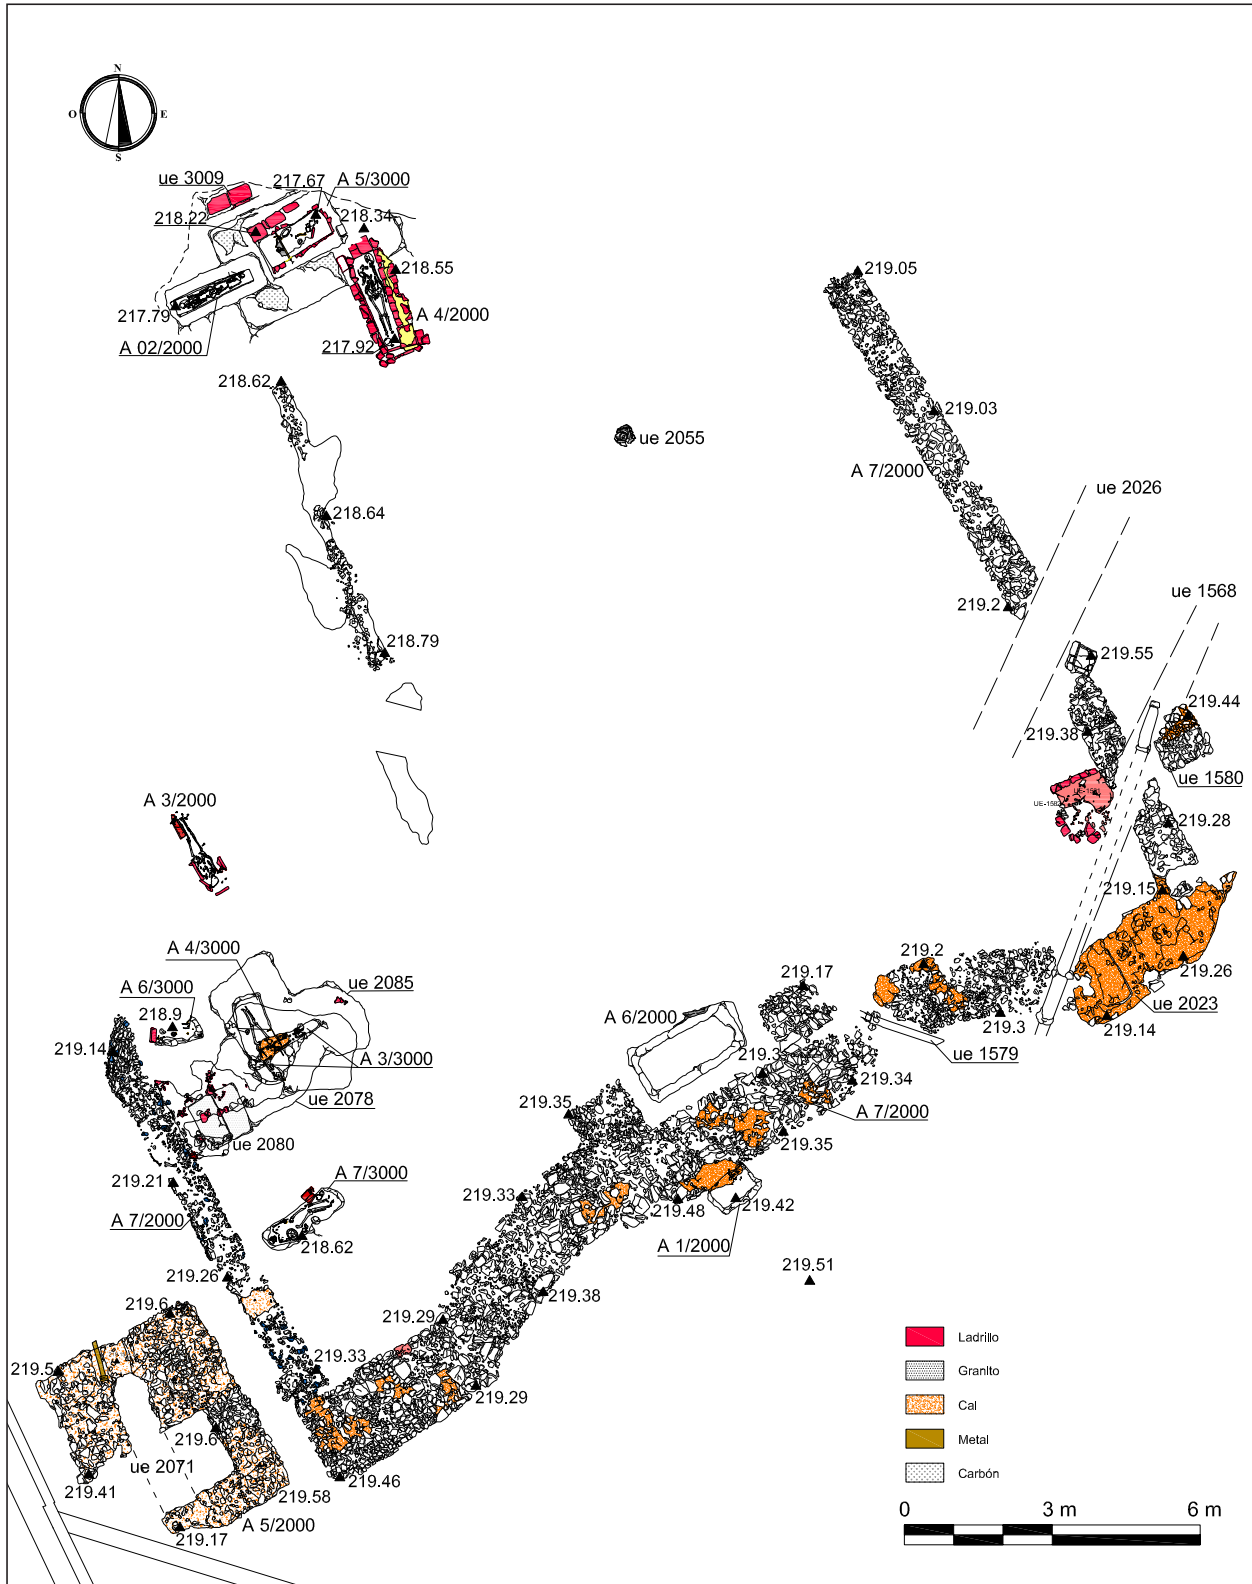 N
O
E
S
ue 3009
217.67
A 5/3000
218.22
218.34
218.55
217.79
A 4/2000
A 02/2000
217.92
218.62
219.05
219.03
ue 2055
A 7/2000
ue 2026
218.64
219.2
ue 1568
218.79
219.55
219.44
219.38
ue 1580
UE-1581
UE-1582
A 3/2000
219.28
219.15
A 4/3000
219.2
219.26
A 6/3000
ue 2085
219.17
218.9
ue 2023
A 6/2000
219.3
219.14
219.14
A 3/3000
ue 1579
219.3
219.34
ue 2078
219.35
A 7/2000
219.35
ue 2080
A 7/3000
219.21
219.33
219.48
219.42
A 7/2000
218.62
A 1/2000
219.26
219.51
219.38
219.6
219.29
219.33
219.5
219.29
219.6
ue 2071
219.41
219.46
219.58
A 5/2000
219.17
Ladrillo
Granito
Cal
Metal
Carbón
0 3 m 6 m